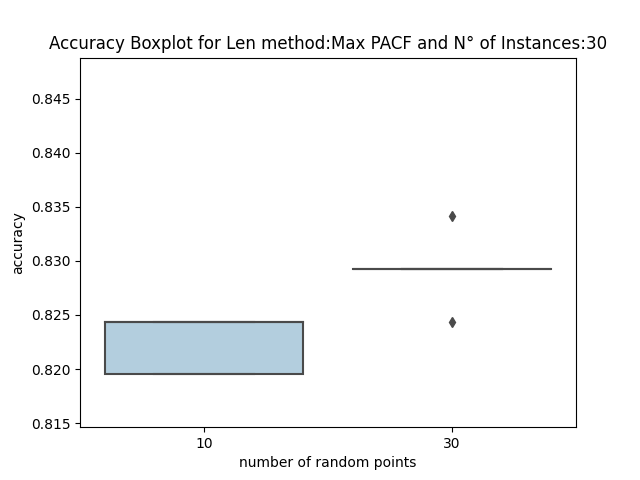 Accuracy Boxplot for Len method:Max PACF and N° of Instances:30
0.845
0.840
0.835
0.830
0.825
0.820
0.815
accuracy
10 30
number of random points